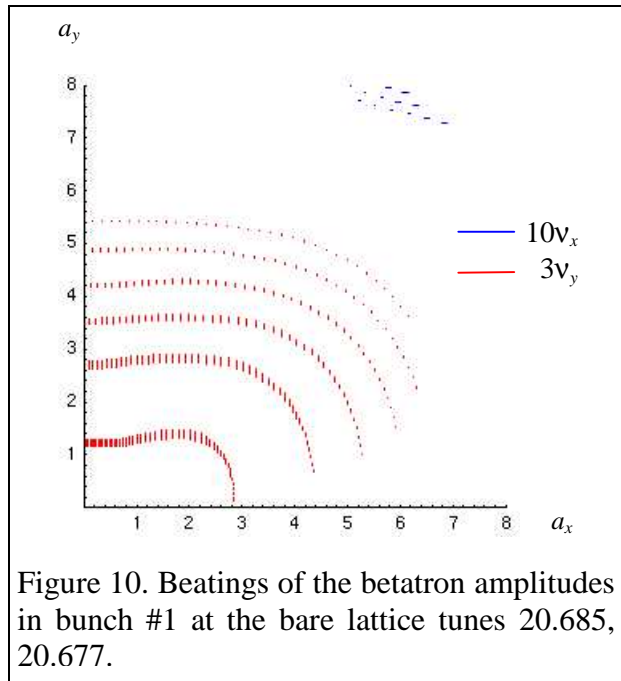 a_y
8
7
6
5
4
3
2
1
10ν_x
3ν_y
1 2 3 4 5 6 7 8
a_x
Figure 10. Beatings of the betatron amplitudes
in bunch #1 at the bare lattice tunes 20.685,
20.677.